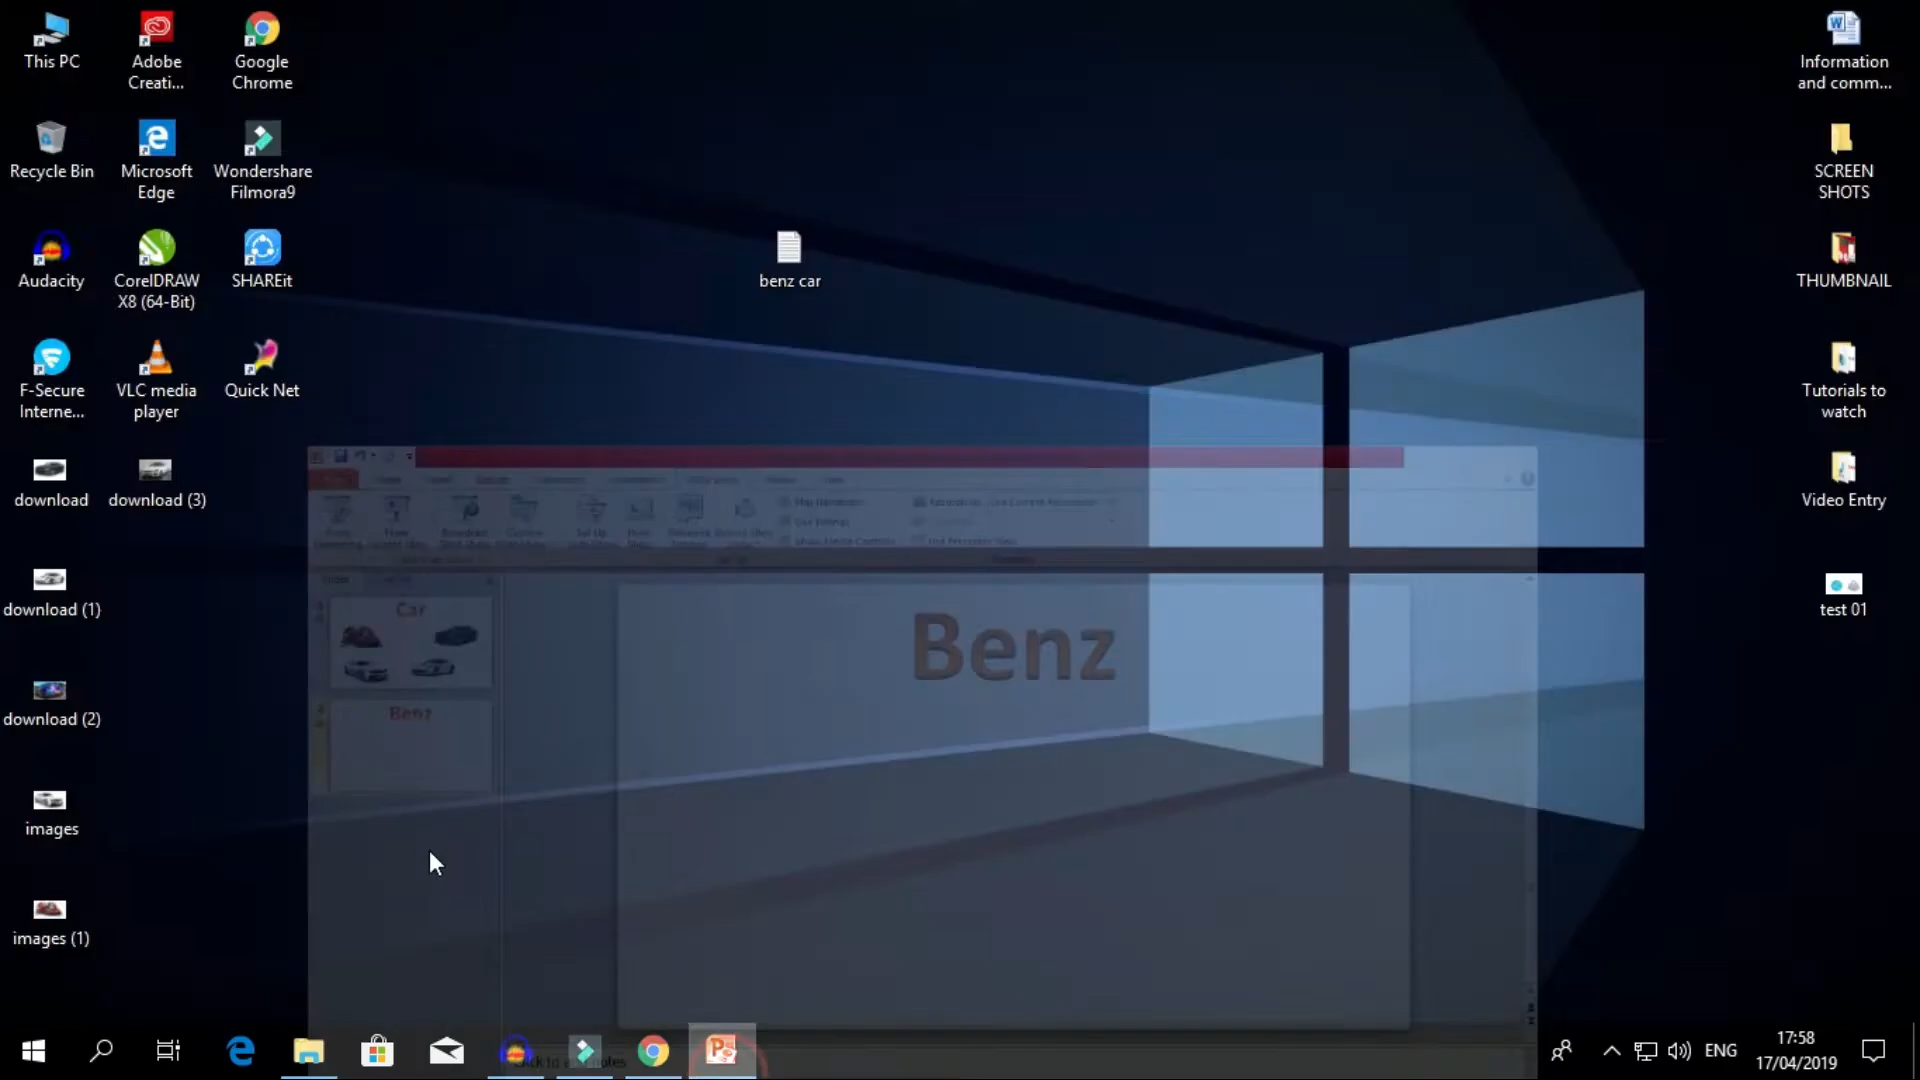 This PC
Adobe
Creati...
Google
Chrome
Information
and comm...
Recycle Bin
Microsoft
Edge
Wondershare
Filmora9
SCREEN
SHOTS
Audacity
CorelDRAW
X8 (64-Bit)
SHAREit
benz car
THUMBNAIL
F-Secure
Interne...
VLC media
player
Quick Net
Tutorials to
watch
download
download (3)
Video Entry
download (1)
test 01
Car
Benz
Benz
download (2)
images
images (1)
ENG
17:58
17/04/2019